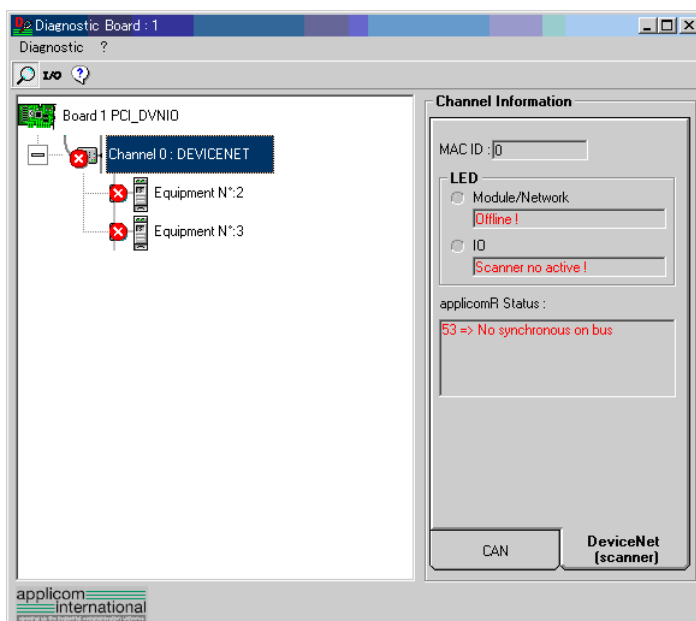 Diagnostic Board : 1
Diagnostic ?
I/O
Board 1 PCI_DVNIO
Channel 0 : DEVICENET
Equipment N°:2
Equipment N°:3
Channel Information
MAC ID : 0
LED
Module/Network
Offline !
IO
Scanner no active !
applicomR Status :
53 => No synchronous on bus
CAN
DeviceNet
(scanner)
applicom
international